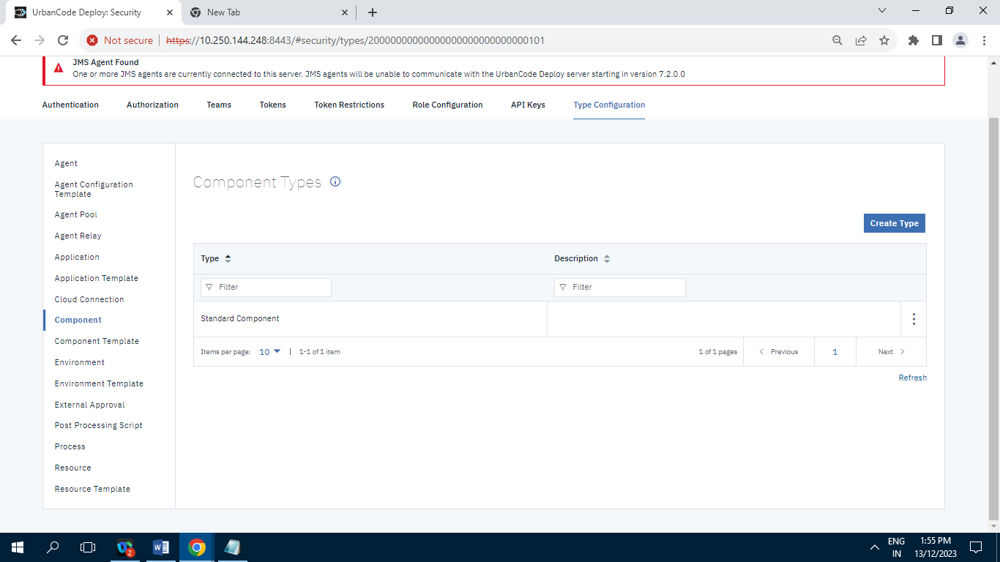 UrbanCode Deploy: Security
New Tab
Not secure
https://10.250.144.248:8443/#security/types/20000000000000000000000000000101
JMS Agent Found
One or more JMS agents are currently connected to this server. JMS agents will be unable to communicate with the UrbanCode Deploy server starting in version 7.2.0.0
Authentication Authorization Teams Tokens Token Restrictions Role Configuration API Keys Type Configuration
Agent
Agent Configuration
Template
Agent Pool
Agent Relay
Application
Application Template
Cloud Connection
Component
Component Template
Environment
Environment Template
External Approval
Post Processing Script
Process
Resource
Resource Template
Component Types
Create Type
Type Description
Filter Filter
Standard Component
Items per page: 10 | 1-1 of 1 item 1 of 1 pages Previous 1 Next
Refresh
2
W
ENG
IN
1:55 PM
13/12/2023